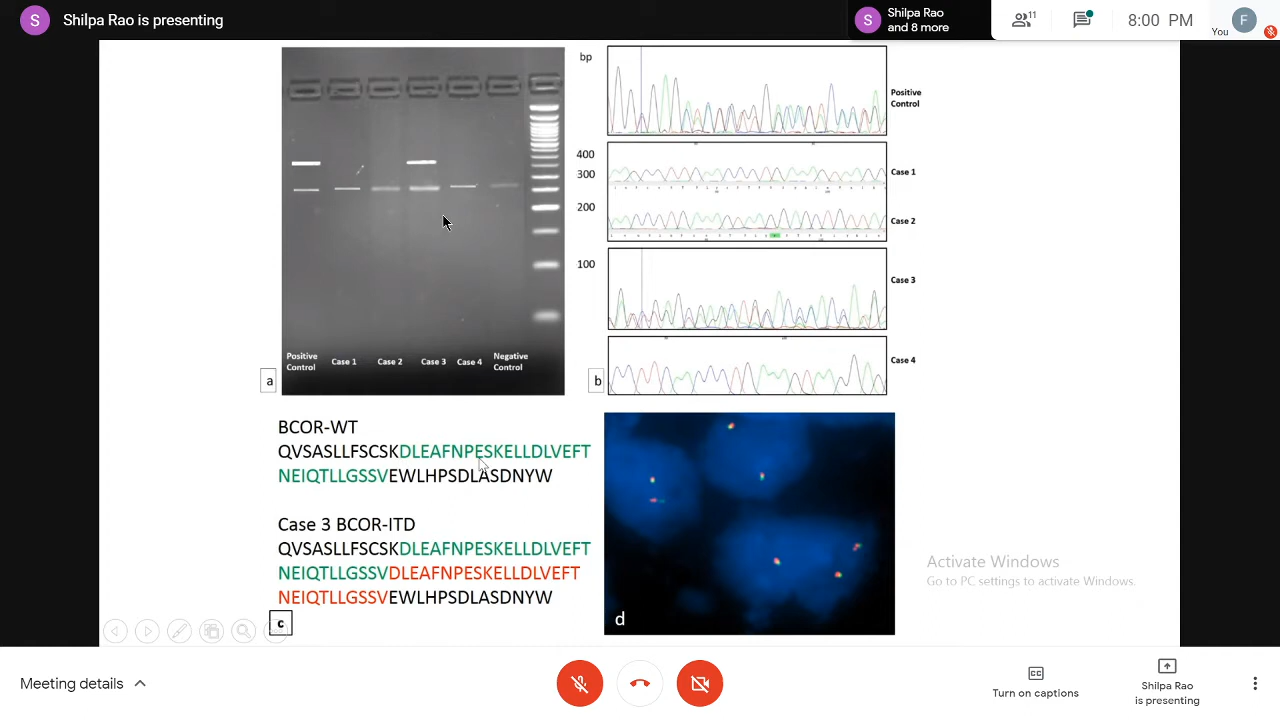 S Shilpa Rao is presenting
S Shilpa Rao
and 8 more
11
8:00 PM
You
F
bp
400
300
200
100
Positive
Control
Case 1
Case 2
Case 3
Case 4
Negative
Control
a
Positive
Control
Case 1
Case 2
Case 3
Case 4
b
BCOR-WT
QVSASLLFSCSKDLEAFNPESKELLDLVEFT
NEIQTLLGSSVEWLHPSDLASDNYW
Case 3 BCOR-ITD
QVSASLLFSCSKDLEAFNPESKELLDLVEFT
NEIQTLLGSSVDLEAFNPESKELLDLVEFT
NEIQTLLGSSVEWLHPSDLASDNYW
c
d
Activate Windows
Go to PC settings to activate Windows.
Meeting details
CC
Turn on captions
Shilpa Rao
is presenting